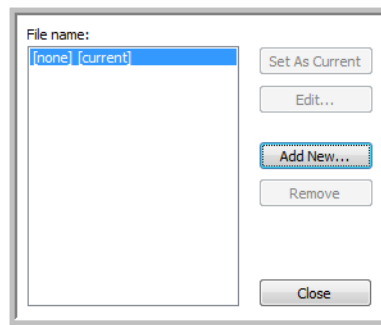 File name:
[none] [current]
Set As Current
Edit...
Add New...
Remove
Close